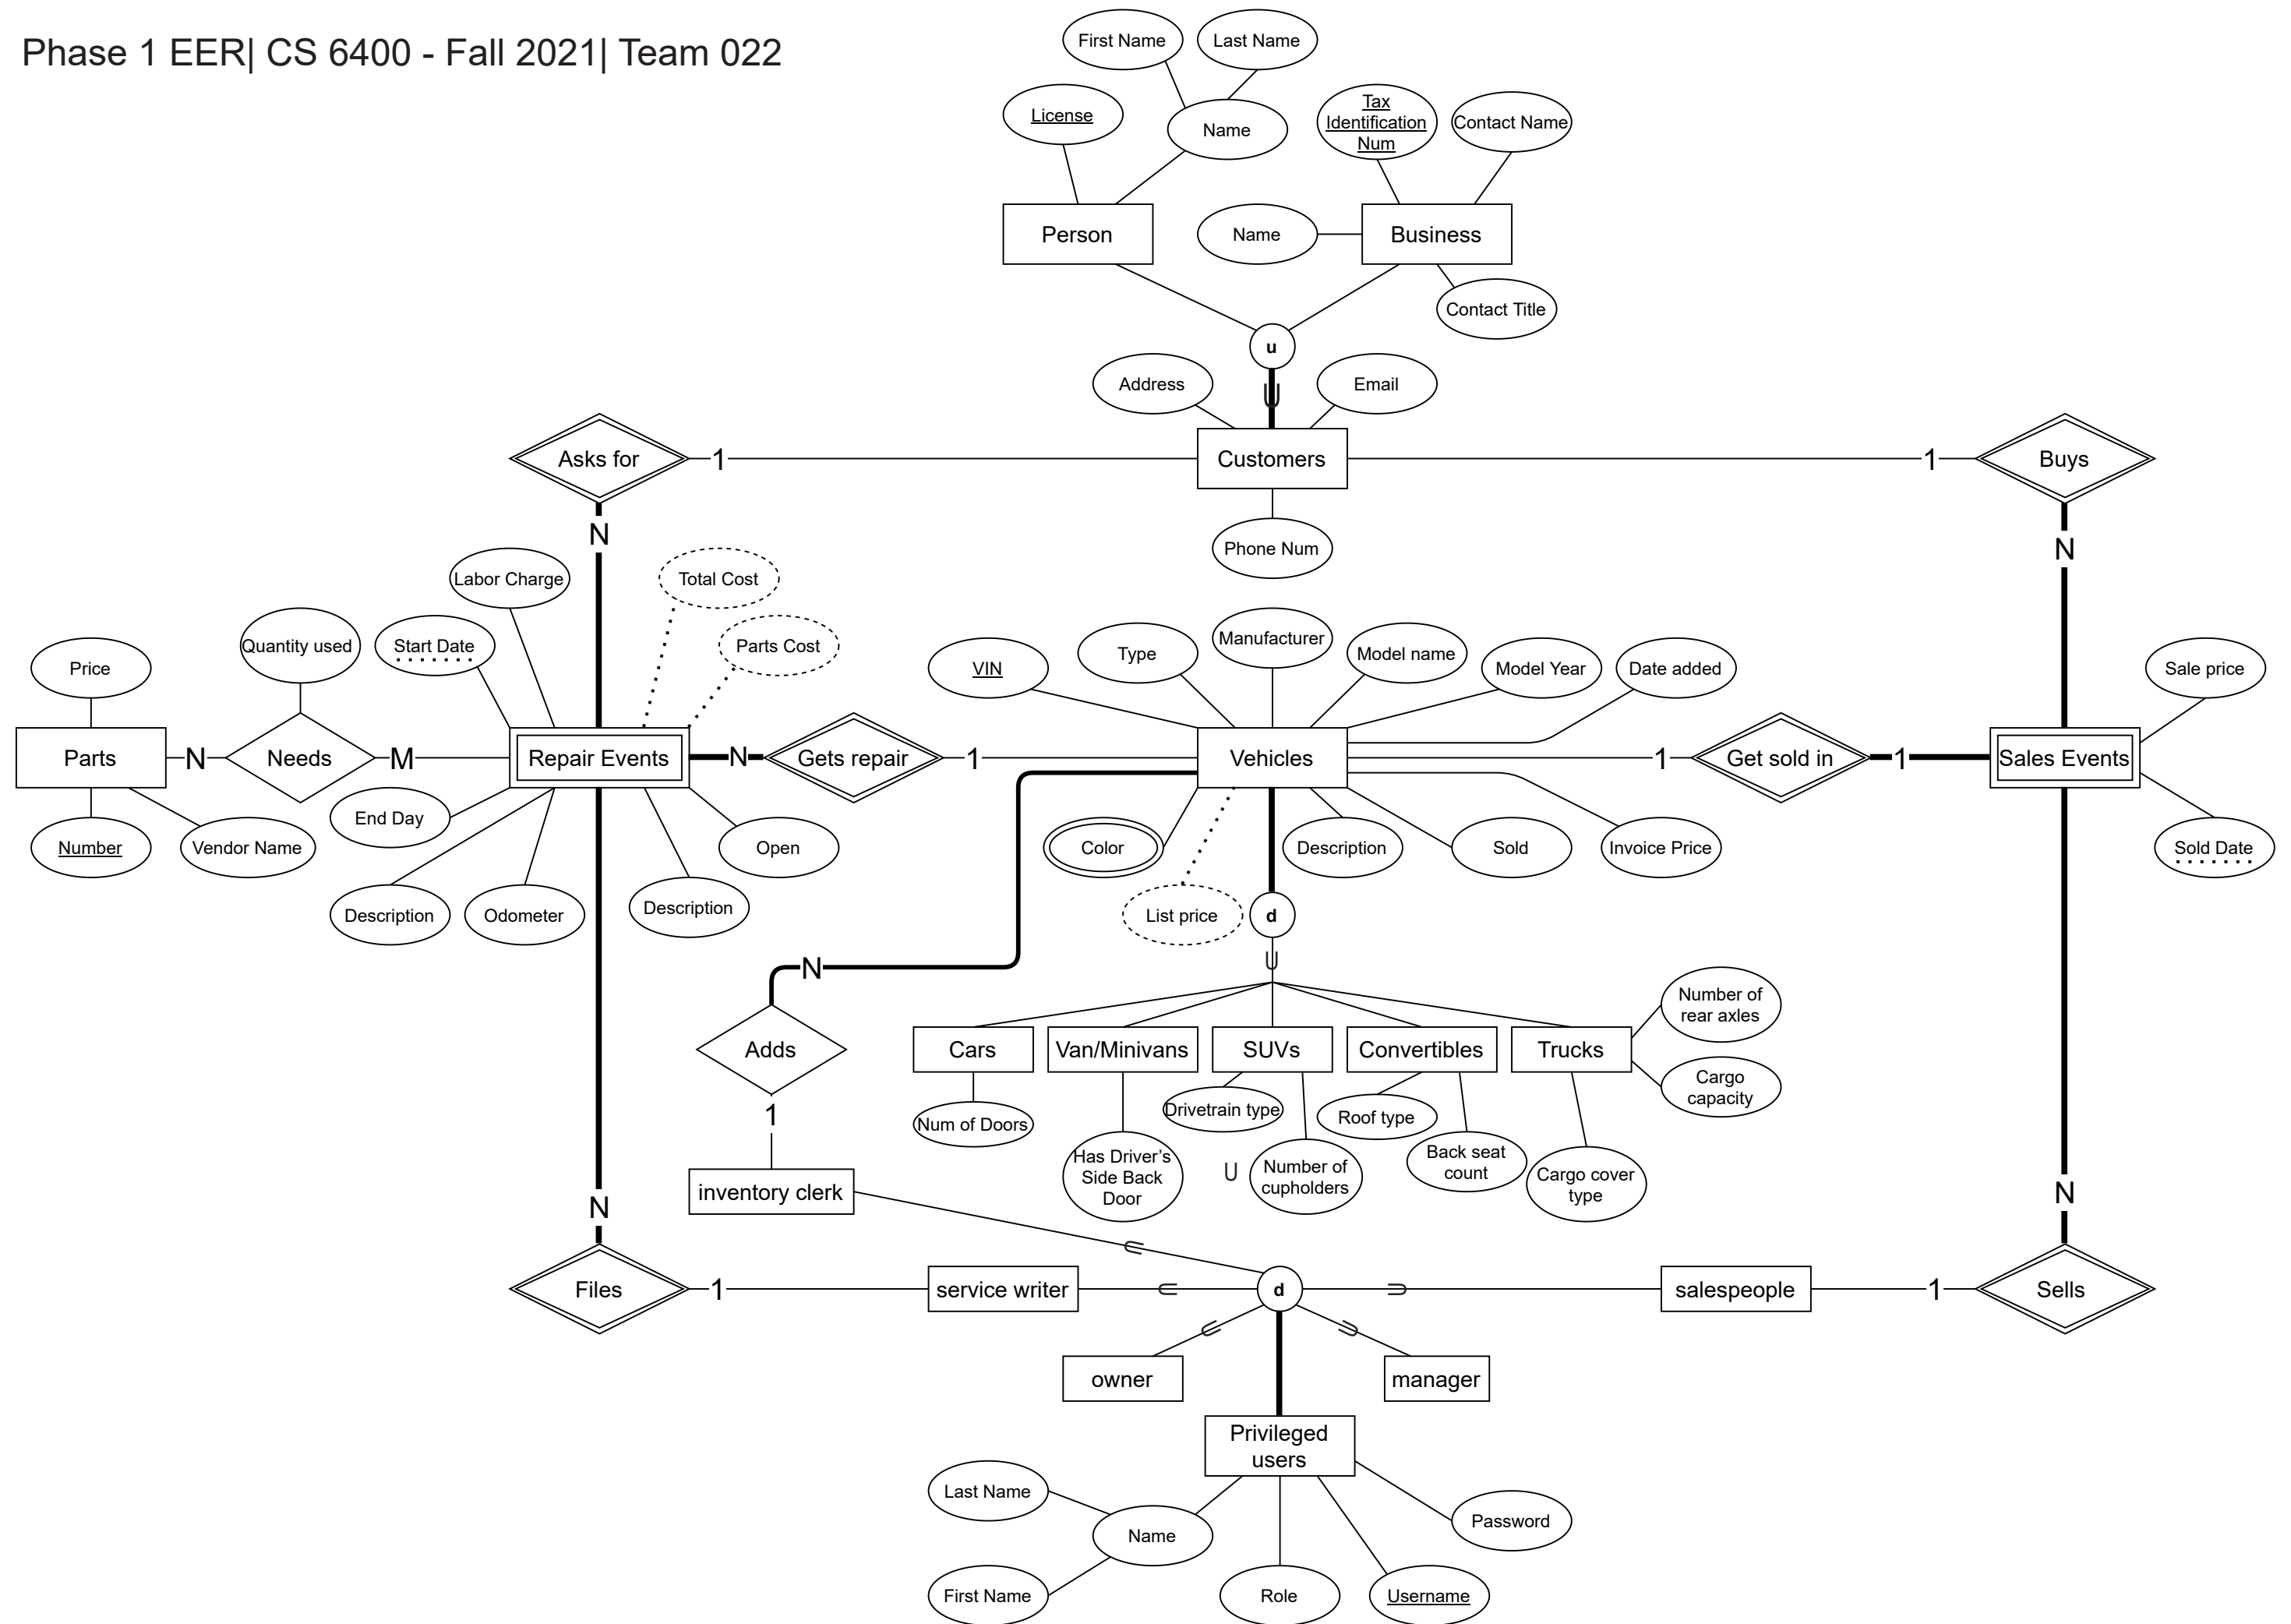 Phase 1 EER| CS 6400 - Fall 2021| Team 022
First Name
Last Name
License
Name
Tax
Identification
Num
Contact Name
Person
Name
Business
Contact Title
u
Address
Email
U
Asks for
1
Customers
1
Buys
N
Phone Num
N
Labor Charge
Total Cost
Quantity used
Start Date
Parts Cost
Price
VIN
Type
Manufacturer
Model name
Model Year
Date added
Sale price
Parts
N
Needs
M
Repair Events
N
Gets repair
1
Vehicles
1
Get sold in
1
Sales Events
End Day
Number
Vendor Name
Open
Color
Description
Sold
Invoice Price
Sold Date
Description
Odometer
Description
List price
d
U
N
Number of
rear axles
Adds
Cars
Van/Minivans
SUVs
Convertibles
Trucks
Cargo
capacity
1
Num of Doors
Drivetrain type
Roof type
Has Driver’s
Side Back
Door
U
Number of
cupholders
Back seat
count
Cargo cover
type
inventory clerk
N
N
U
Files
1
service writer
U
d
U
salespeople
1
Sells
U
U
owner
manager
Privileged
users
Last Name
Name
Password
First Name
Role
Username